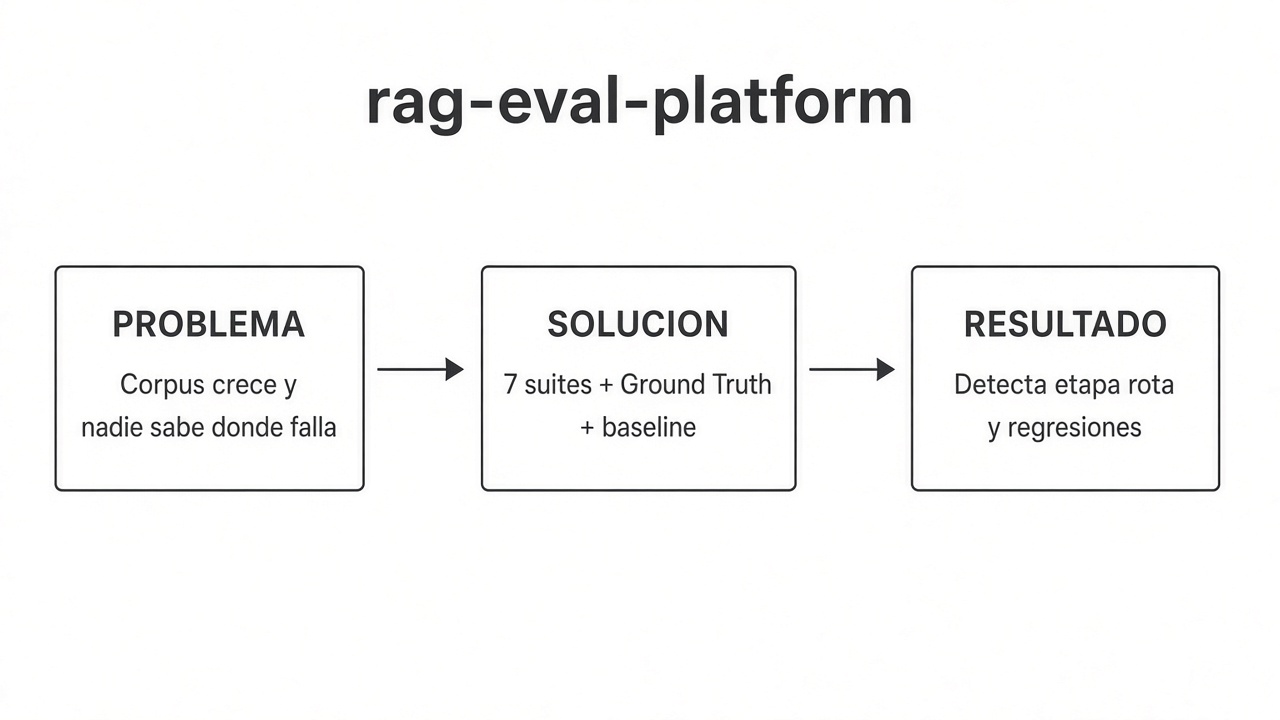 rag-eval-platform
PROBLEMA
Corpus crece y
nadie sabe donde falla
SOLUCION
7 suites + Ground Truth
+ baseline
RESULTADO
Detecta etapa rota
y regresiones